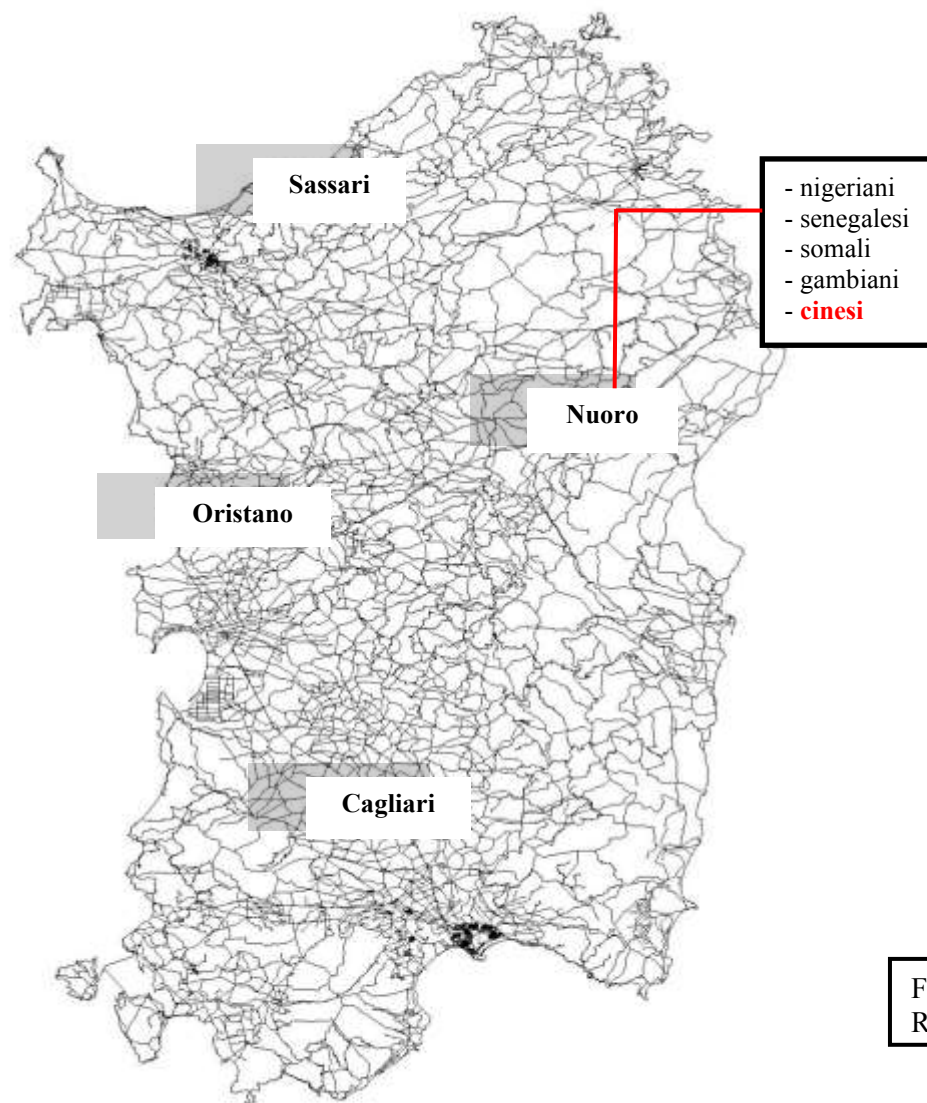 Sassari
- nigeriani
- senegalesi
- somali
- gambiani
- cinesi
Nuoro
Oristano
Cagliari
F
R